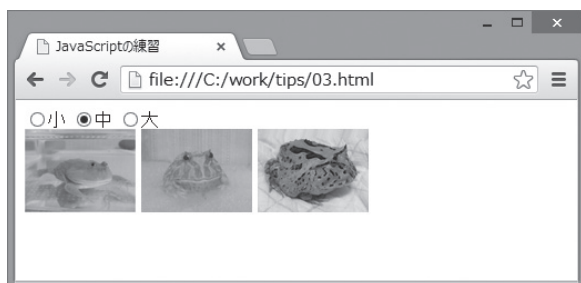 JavaScriptの練習
file:///C:/work/tips/03.html
小 中 大